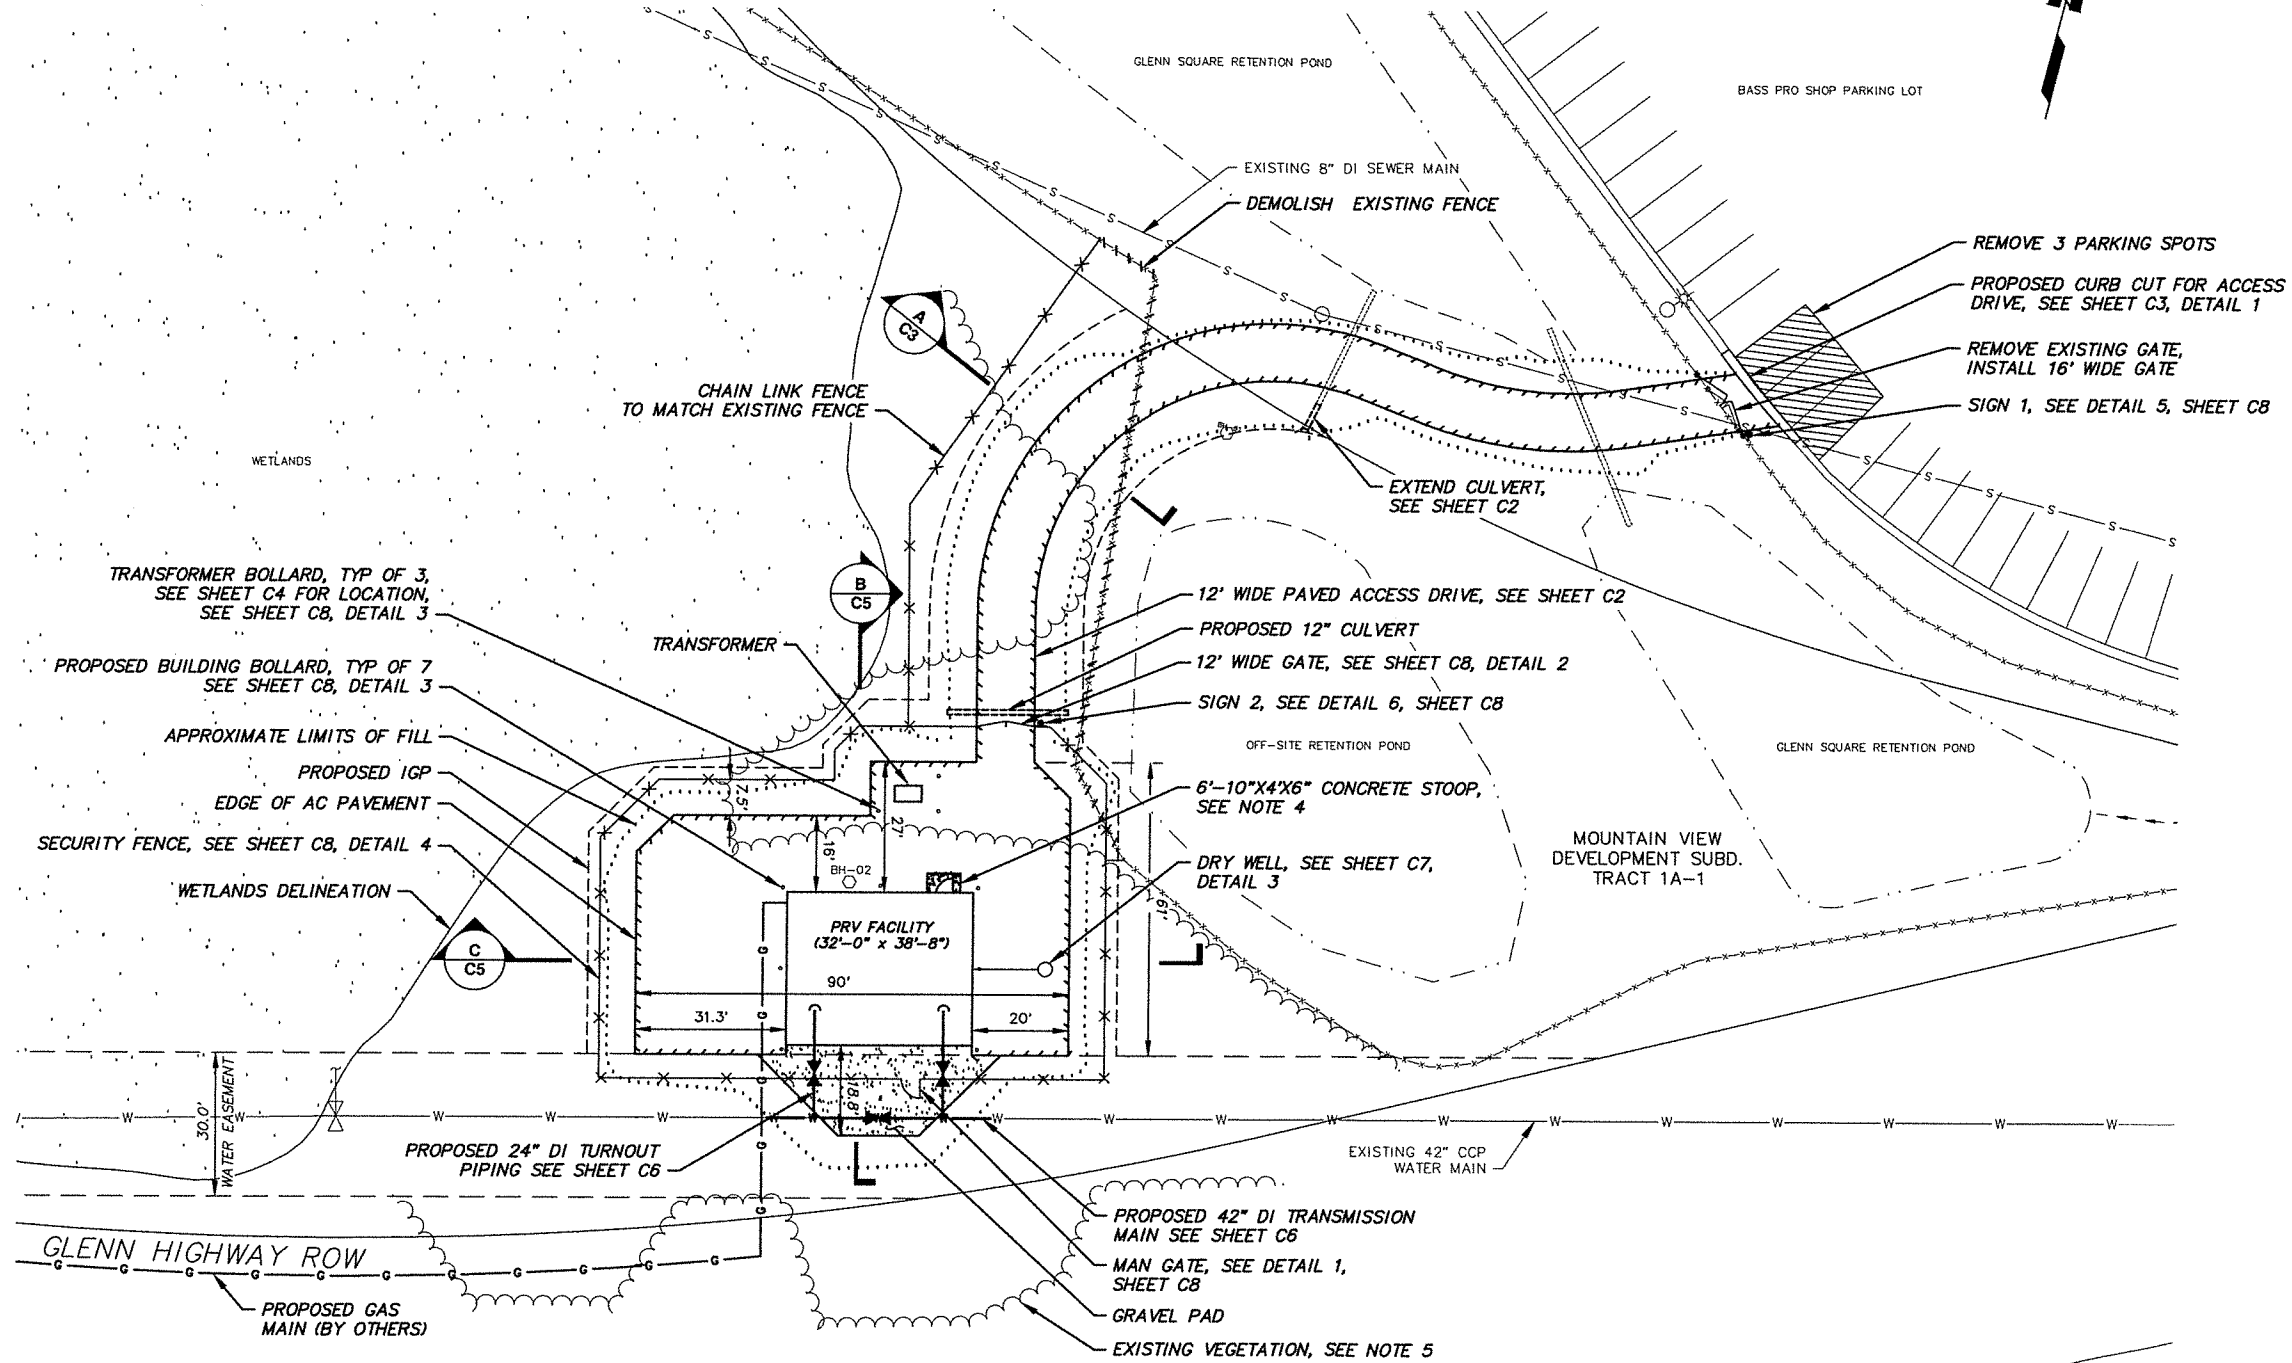 GLENN SQUARE RETENTION POND
BASS PRO SHOP PARKING LOT
EXISTING 8" DI SEWER MAIN
DEMOLISH EXISTING FENCE
REMOVE 3 PARKING SPOTS
PROPOSED CURB CUT FOR ACCESS
DRIVE, SEE SHEET C3, DETAIL 1
REMOVE EXISTING GATE,
INSTALL 16' WIDE GATE
SIGN 1, SEE DETAIL 5, SHEET C8
A
C3
CHAIN LINK FENCE
TO MATCH EXISTING FENCE
WETLANDS
EXTEND CULVERT,
SEE SHEET C2
B
C5
TRANSFORMER BOLLARD, TYP OF 3,
SEE SHEET C4 FOR LOCATION,
SEE SHEET C8, DETAIL 3
TRANSFORMER
PROPOSED BUILDING BOLLARD, TYP OF 7
SEE SHEET C8, DETAIL 3
APPROXIMATE LIMITS OF FILL
PROPOSED IGP
EDGE OF AC PAVEMENT
SECURITY FENCE, SEE SHEET C8, DETAIL 4
WETLANDS DELINEATION
C
C5
12' WIDE PAVED ACCESS DRIVE, SEE SHEET C2
PROPOSED 12" CULVERT
12' WIDE GATE, SEE SHEET C8, DETAIL 2
SIGN 2, SEE DETAIL 6, SHEET C8
OFF-SITE RETENTION POND
GLENN SQUARE RETENTION POND
6'-10"X4'X6" CONCRETE STOOP,
SEE NOTE 4
MOUNTAIN VIEW
DEVELOPMENT SUBD.
TRACT 1A-1
DRY WELL, SEE SHEET C7,
DETAIL 3
7.5'
27'
16'
BH-02
61'
PRV FACILITY
(32'-0" x 38'-8")
90'
31.3'
20'
18.8'
30.0'
WATER EASEMENT
PROPOSED 24" DI TURNOUT
PIPING SEE SHEET C6
EXISTING 42" CCP
WATER MAIN
PROPOSED 42" DI TRANSMISSION
MAIN SEE SHEET C6
MAN GATE, SEE DETAIL 1,
SHEET C8
GRAVEL PAD
EXISTING VEGETATION, SEE NOTE 5
GLENN HIGHWAY ROW
PROPOSED GAS
MAIN (BY OTHERS)